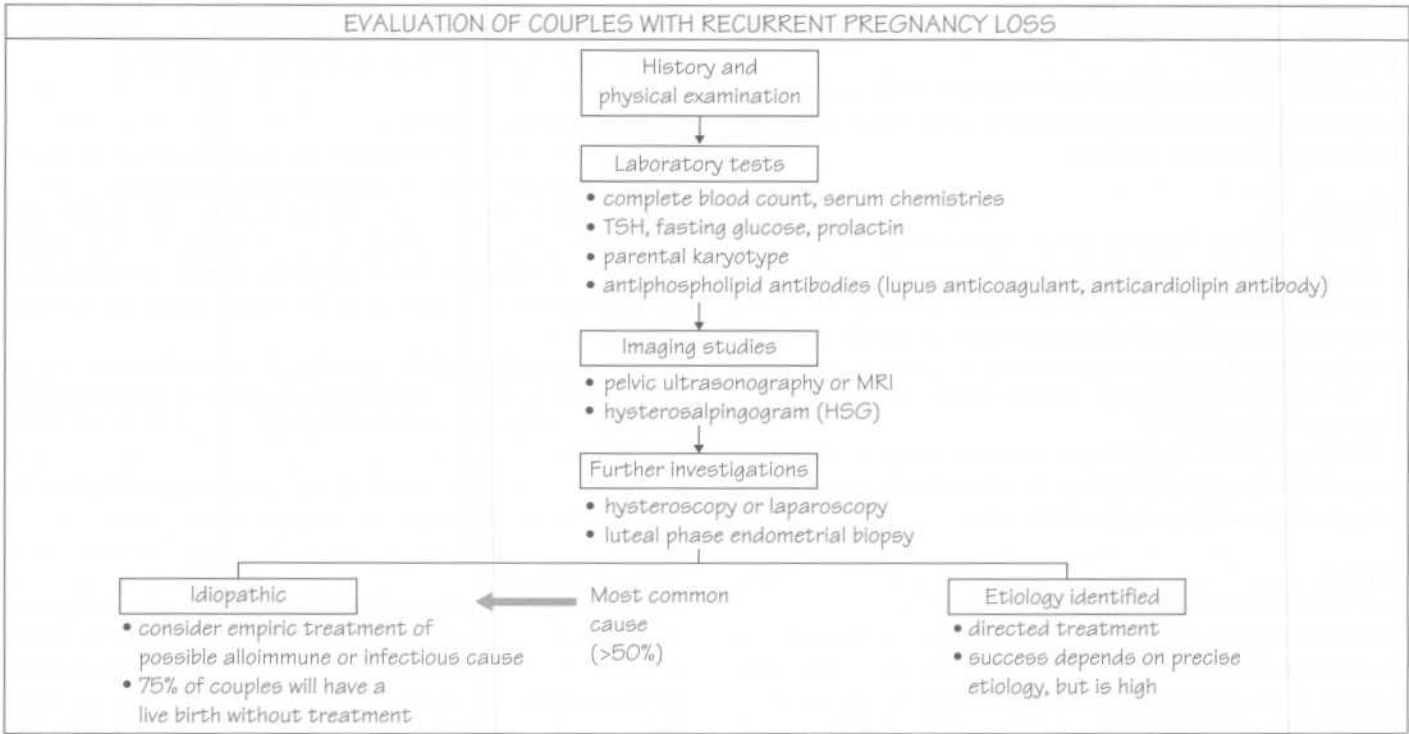 EVALUATION OF COUPLES WITH RECURRENT PREGNANCY LOSS
History and
physical examination
Laboratory tests
• complete blood count, serum chemistries
• TSH, fasting glucose, prolactin
• parental karyotype
• antiphospholipid antibodies (lupus anticoagulant, anticardiolipin antibody)
Imaging studies
• pelvic ultrasonography or MRI
• hysterosalpingogram (HSG)
Further investigations
• hysteroscopy or laparoscopy
• luteal phase endometrial biopsy
Idiopathic
• consider empiric treatment of
possible alloimmune or infectious cause
• 75% of couples will have a
live birth without treatment
Most common
cause
(>50%)
Etiology identified
• directed treatment
• success depends on precise
etiology, but is high